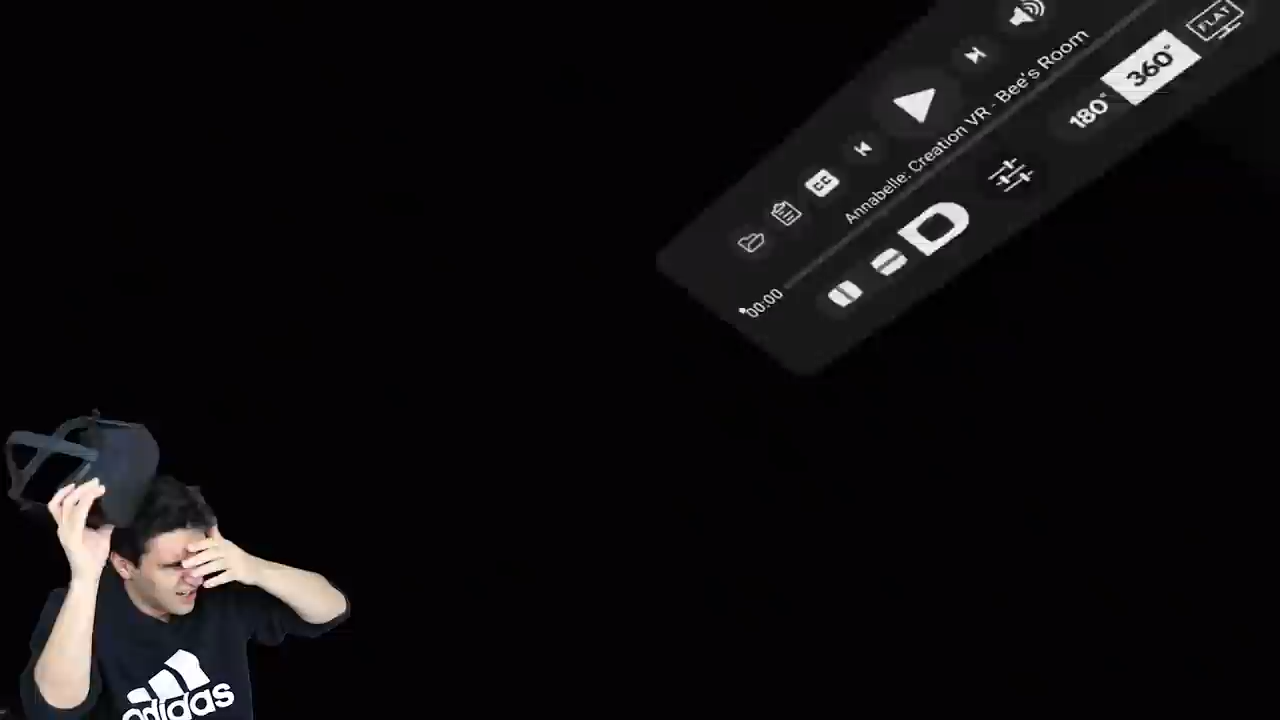 FLAT
180° 360°
Annabelle: Creation VR - Bee's Room
CC
00:00
D
adidas